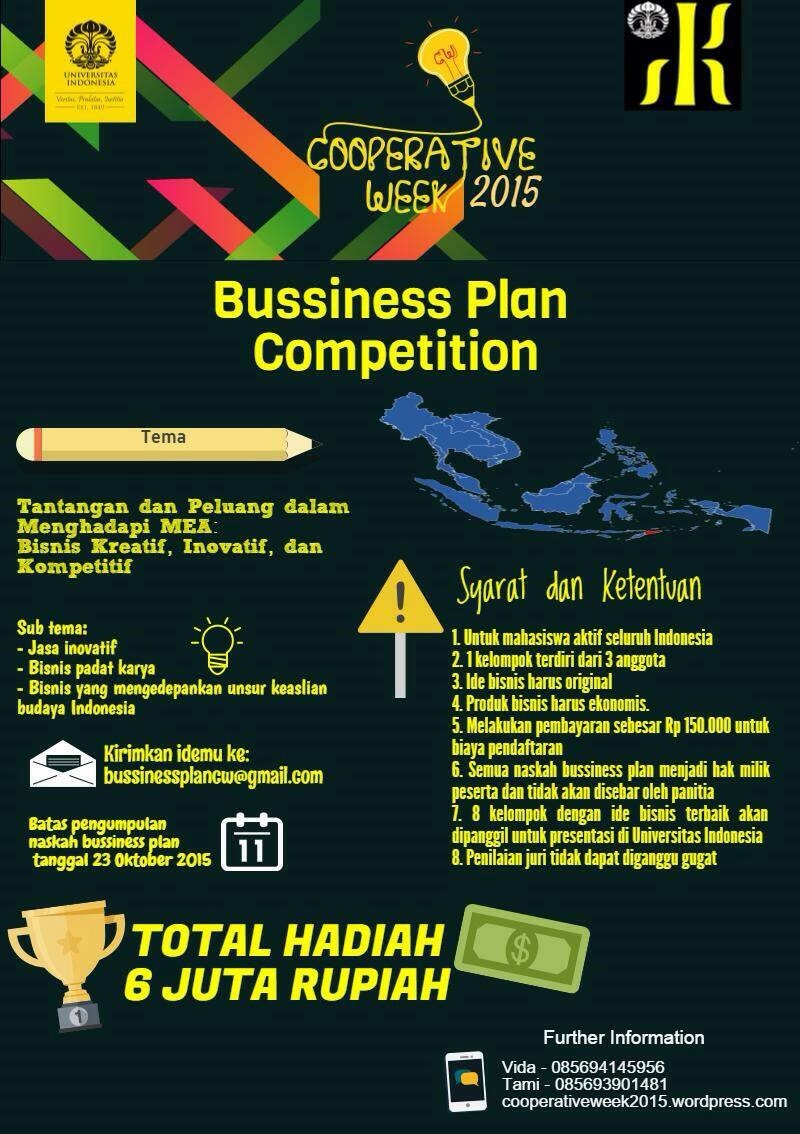 UNIVERSITAS
INDONESIA
Veritas, Probitas, Iustitia
EST. 1849
CW
COOPERATIVE
WEEK 2015
Bussiness Plan
Competition
Tema
Tantangan dan Peluang dalam
Menghadapi MEA:
Bisnis Kreatif, Inovatif, dan
Kompetitif
Sub tema:
- Jasa inovatif
- Bisnis padat karya
- Bisnis yang mengedepankan unsur keaslian
budaya Indonesia
Kirimkan idemu ke:
bussinessplancw@gmail.com
Batas pengumpulan
naskah bussiness plan
tanggal 23 Oktober 2015
11
Syarat dan Ketentuan
1. Untuk mahasiswa aktif seluruh Indonesia
2. 1 kelompok terdiri dari 3 anggota
3. Ide bisnis harus original
4. Produk bisnis harus ekonomis.
5. Melakukan pembayaran sebesar Rp 150.000 untuk
biaya pendaftaran
6. Semua naskah bussiness plan menjadi hak milik
peserta dan tidak akan disebar oleh panitia
7. 8 kelompok dengan ide bisnis terbaik akan
dipanggil untuk presentasi di Universitas Indonesia
8. Penilaian juri tidak dapat diganggu gugat
TOTAL HADIAH
6 JUTA RUPIAH
1
$
Further Information
Vida - 085694145956
Tami - 085693901481
cooperativeweek2015.wordpress.com